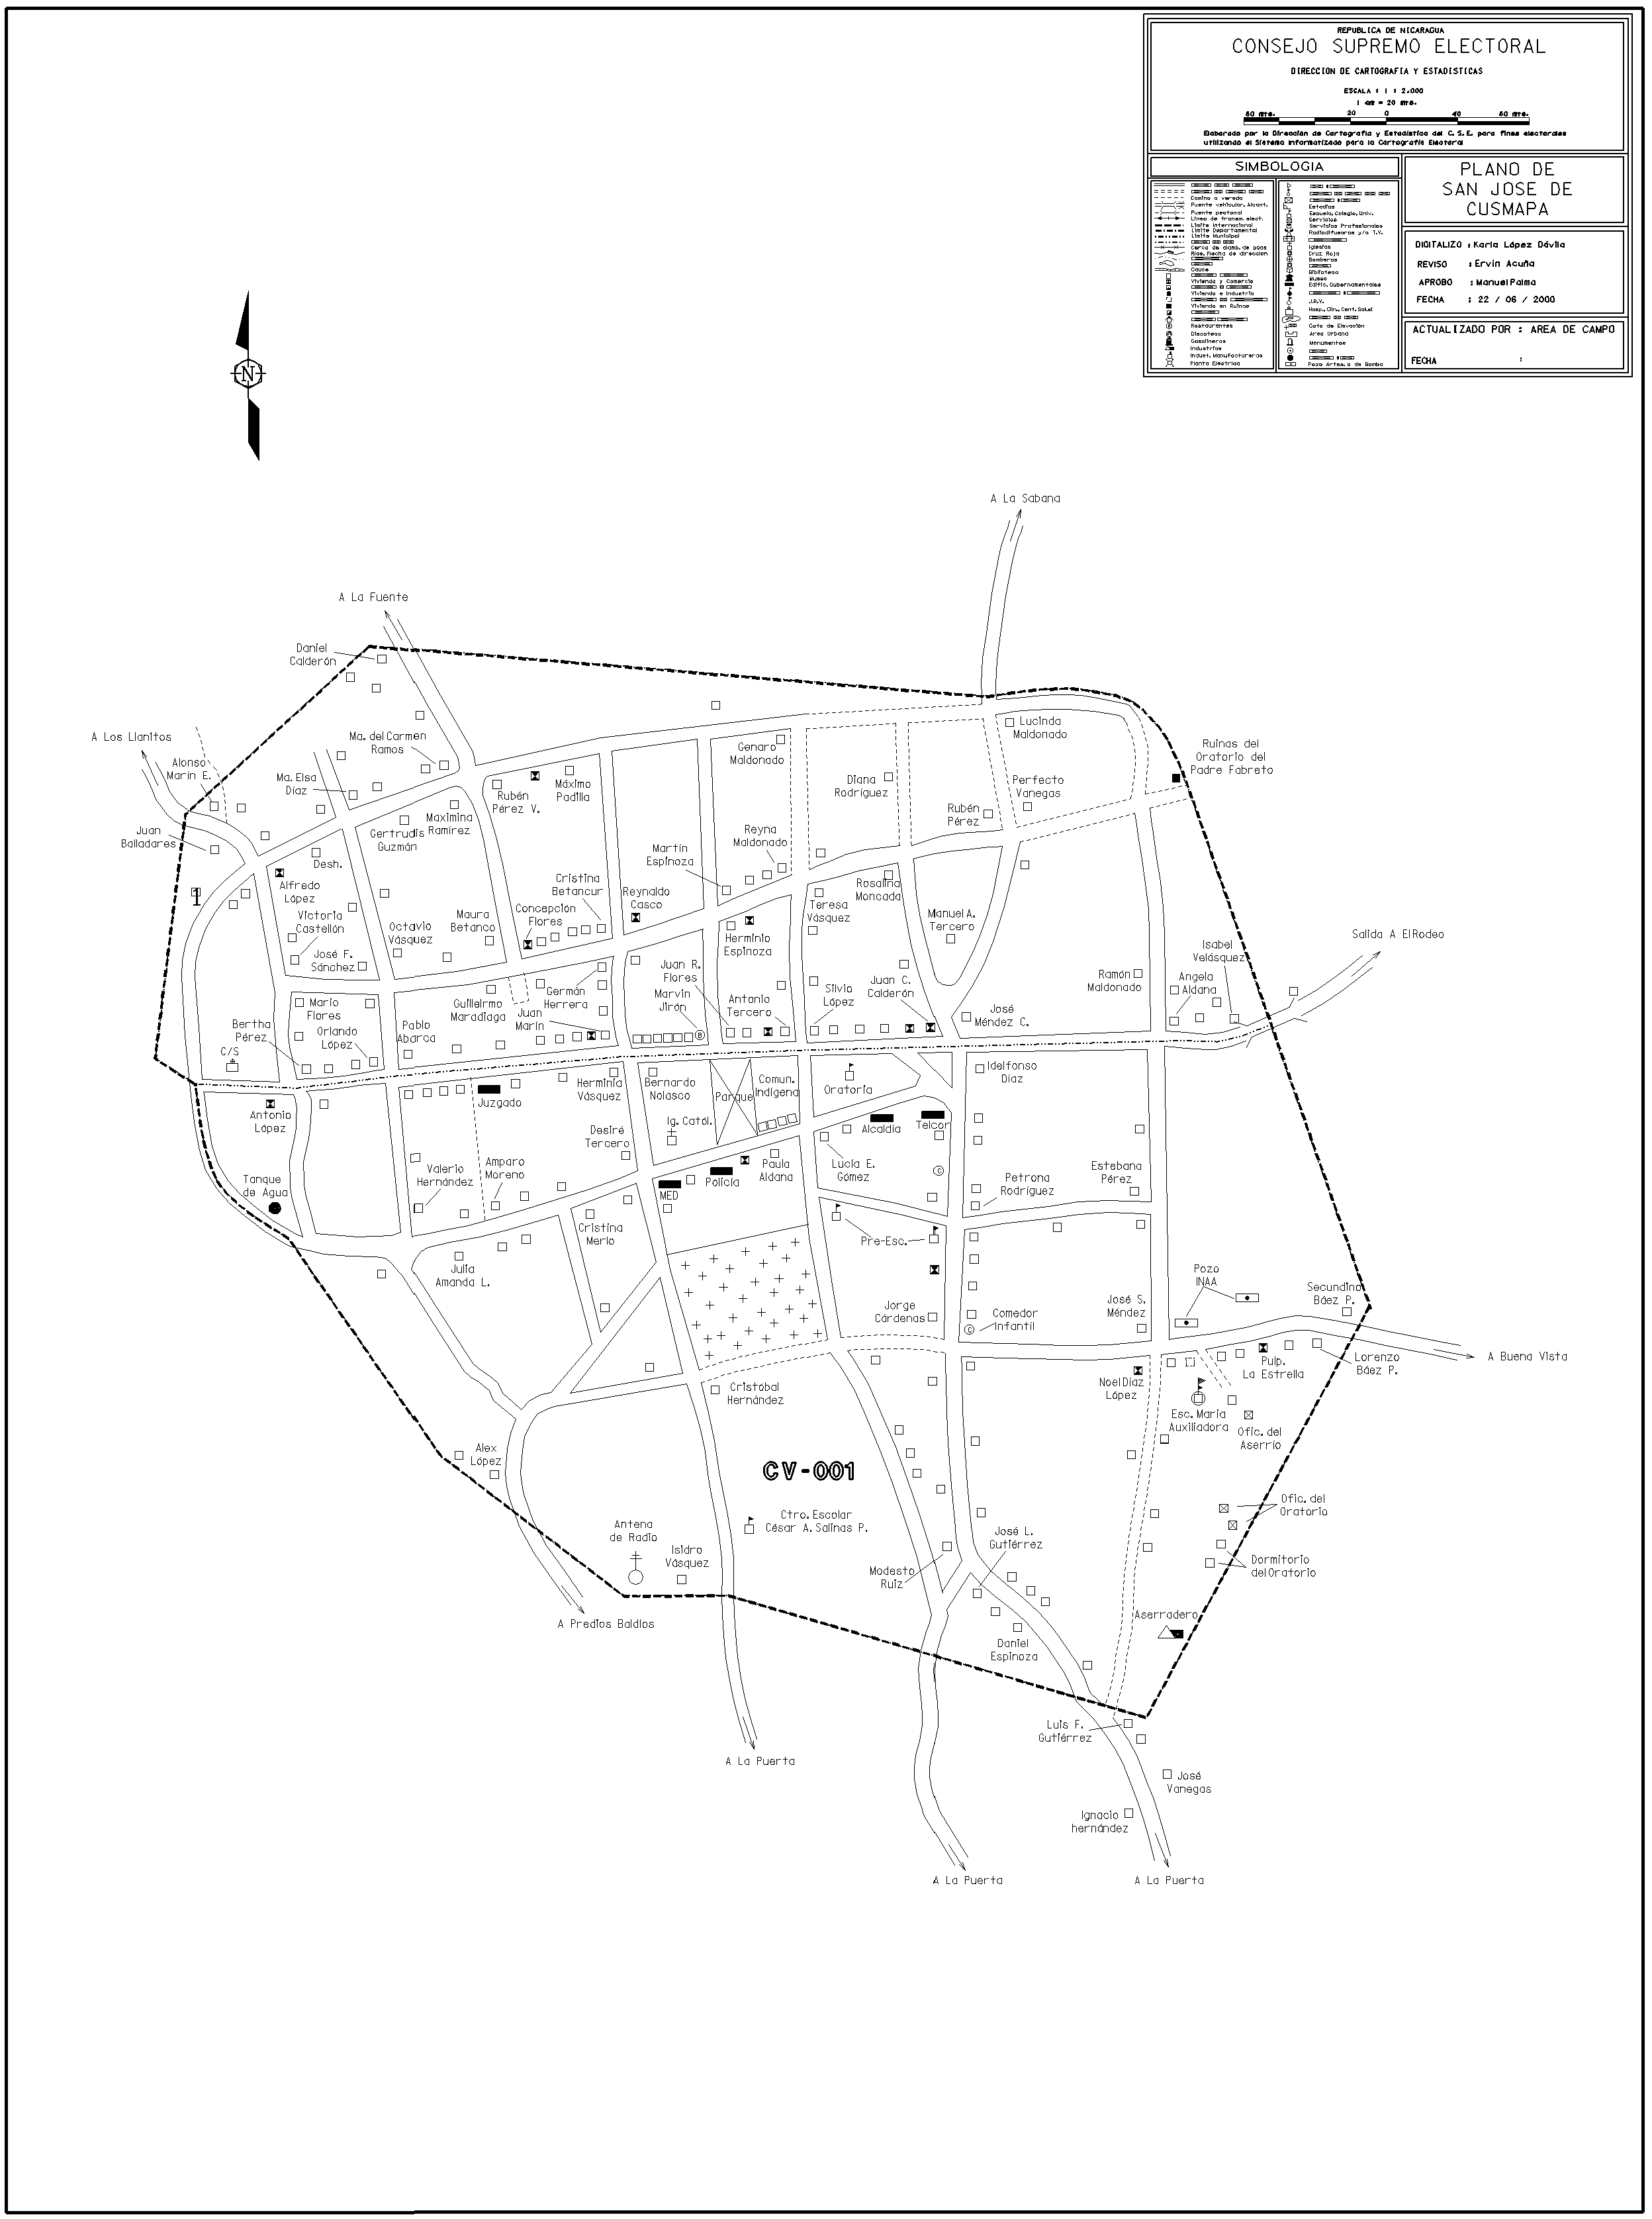 REPUBLICA DE NICARAGUA
CONSEJO SUPREMO ELECTORAL
DIRECCION DE CARTOGRAFIA Y ESTADISTICAS
ESCALA : 1 : 2,000
1 cm = 20 mts.
20
0
40
Elaborado por la Dirección de Cartografía y Estadística del C. S. E. para fines electorales
utilizando el Sistema Informatizado para la Cartografía Electoral
SIMBOLOGIA
Camino o vereda
Puente vehicular, Alcant.
Puente peatonal
Línea de transm. elect.
Límite Internacional
Límite Departamental
Límite Municipal
Cerca de alamb. de púas
Ríos, Flecha de dirección
Cauce
Vivienda y Comercio
Vivienda e Industria
Vivienda en Ruinas
Restaurantes
Discoteca
Gasolineras
Industrias
Indust. Manufactureras
Planta Electrica
Estadios
Escuela, Colegio, Univ.
Servicios
Servicios Profesionales
Radiodifusoras y/o T.V.
Iglesias
Cruz Roja
Bomberos
Biblioteca
Museo
Edific. Gubernamentales
J.R.V.
Hosp., Clin., Cent. Salud
Cota de Elevación
Area Urbana
Monumentos
Pozo Artes. o de Bomba
PLANO DE
SAN JOSE DE
CUSMAPA
DIGITALIZO : Karla López Dávila
REVISO : Ervin Acuña
APROBO : Manuel Palma
FECHA : 22 / 06 / 2000
ACTUALIZADO POR : AREA DE CAMPO
FECHA :
N
A La Sabana
A La Fuente
Daniel
Calderón
A Los Llanitos
Alonso
Marín E.
Ma. del Carmen
Ramos
Ma. Elsa
Díaz
Juan
Balladares
Rubén
Pérez V.
Máximo
Padilla
Genaro
Maldonado
Lucinda
Maldonado
Ruinas del
Oratorio del
Padre Fabreto
Diana
Rodríguez
Perfecto
Vanegas
Rubén
Pérez
Maximina
Ramírez
Gertrudis
Guzmán
Reyna
Maldonado
Martín
Espinoza
Desh.
Alfredo
López
1
Cristina
Betancur
Reynaldo
Casco
Rosalina
Moncada
Teresa
Vásquez
Victoria
Castellón
Octavio
Vásquez
Maura
Betanco
Concepción
Flores
Manuel A.
Tercero
Herminio
Espinoza
Salida A El Rodeo
Isabel
Velásquez
José F.
Sánchez
Juan R.
Flores
Ramón
Maldonado
Angela
Aldana
Germán
Herrera
Marvin
Jirón
Antonio
Tercero
Silvio
López
Juan C.
Calderón
Mario
Flores
Guillelrmo
Maradiaga
Juan
Marín
José
Méndez C.
Bertha
Pérez
Orlando
López
Pablo
Abarca
C/S
B
Idelfonso
Díaz
Antonio
López
Juzgado
Herminia
Vásquez
Bernardo
Nolasco
Parque
Comun.
Indígena
Oratoria
Ig. Catól.
Desiré
Tercero
Alcaldía
Telcor
Valerio
Hernández
Amparo
Moreno
Paula
Aldana
Lucía E.
Gómez
C
Estebana
Pérez
Petrona
Rodríguez
Tanque
de Agua
MED
Policía
Cristina
Merlo
Pre-Esc.
Julia
Amanda L.
Pozo
INAA
Secundino
Báez P.
Jorge
Cárdenas
Comedor
Infantil
C
José S.
Méndez
A Buena Vista
Lorenzo
Báez P.
Pulp.
La Estrella
Noel Díaz
López
Cristóbal
Hernández
Esc. María
Auxiliadora
Ofic. del
Aserrío
Alex
López
CV-001
Ctro. Escolar
César A. Salinas P.
Ofic. del
Oratorio
Antena
de Radio
Isidro
Vásquez
José L.
Gutiérrez
Modesto
Ruiz
Dormitorio
del Oratorio
A Predios Baldíos
Aserradero
Daniel
Espinoza
Luis F.
Gutiérrez
A La Puerta
José
Vanegas
Ignacio
hernández
A La Puerta
A La Puerta